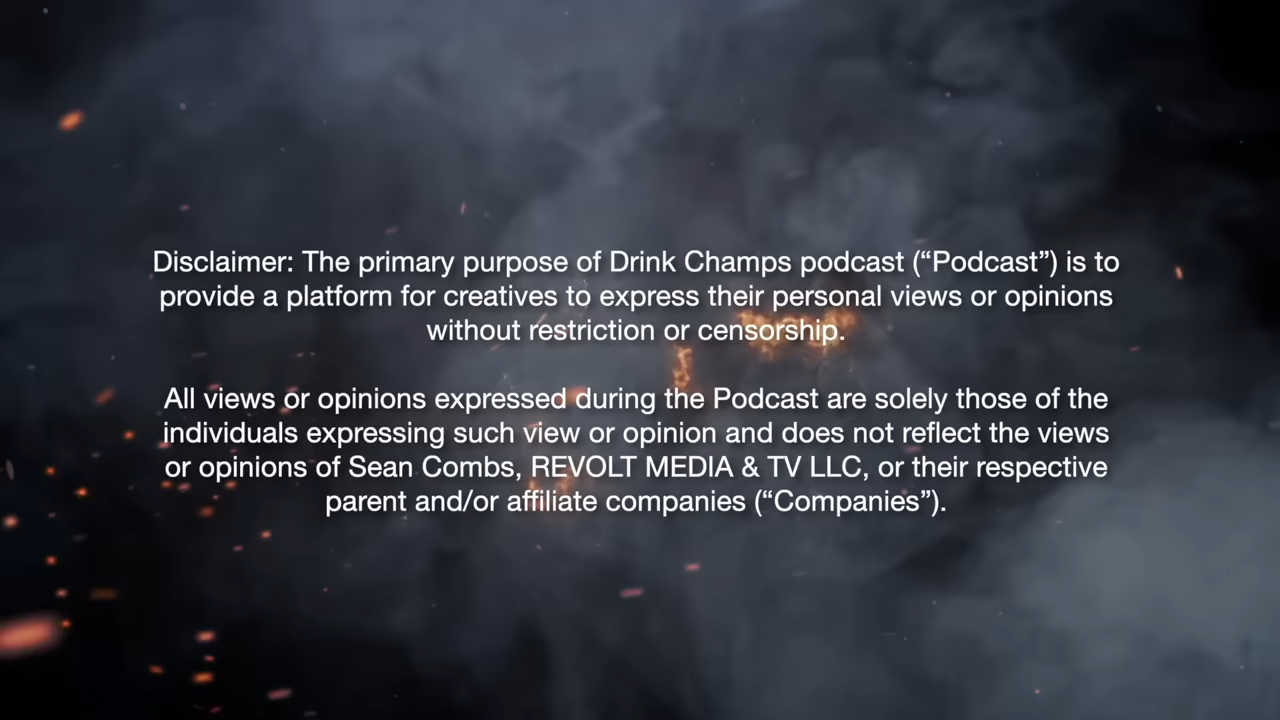 Disclaimer: The primary purpose of Drink Champs podcast (“Podcast”) is to
provide a platform for creatives to express their personal views or opinions
without restriction or censorship.
All views or opinions expressed during the Podcast are solely those of the
individuals expressing such view or opinion and does not reflect the views
or opinions of Sean Combs, REVOLT MEDIA & TV LLC, or their respective
parent and/or affiliate companies (“Companies”).